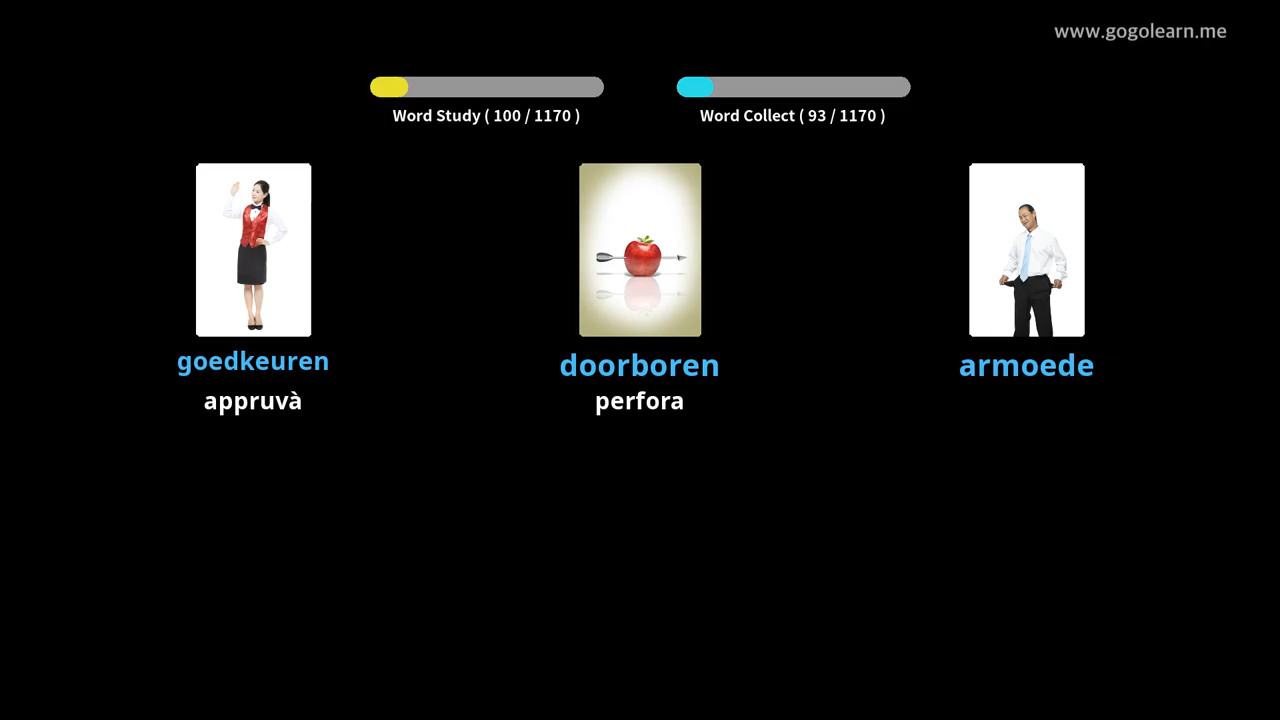 www.gogolearn.me
Word Study ( 100 / 1170 )
Word Collect ( 93 / 1170 )
goedkeuren
appruvà
doorboren
perfora
armoede